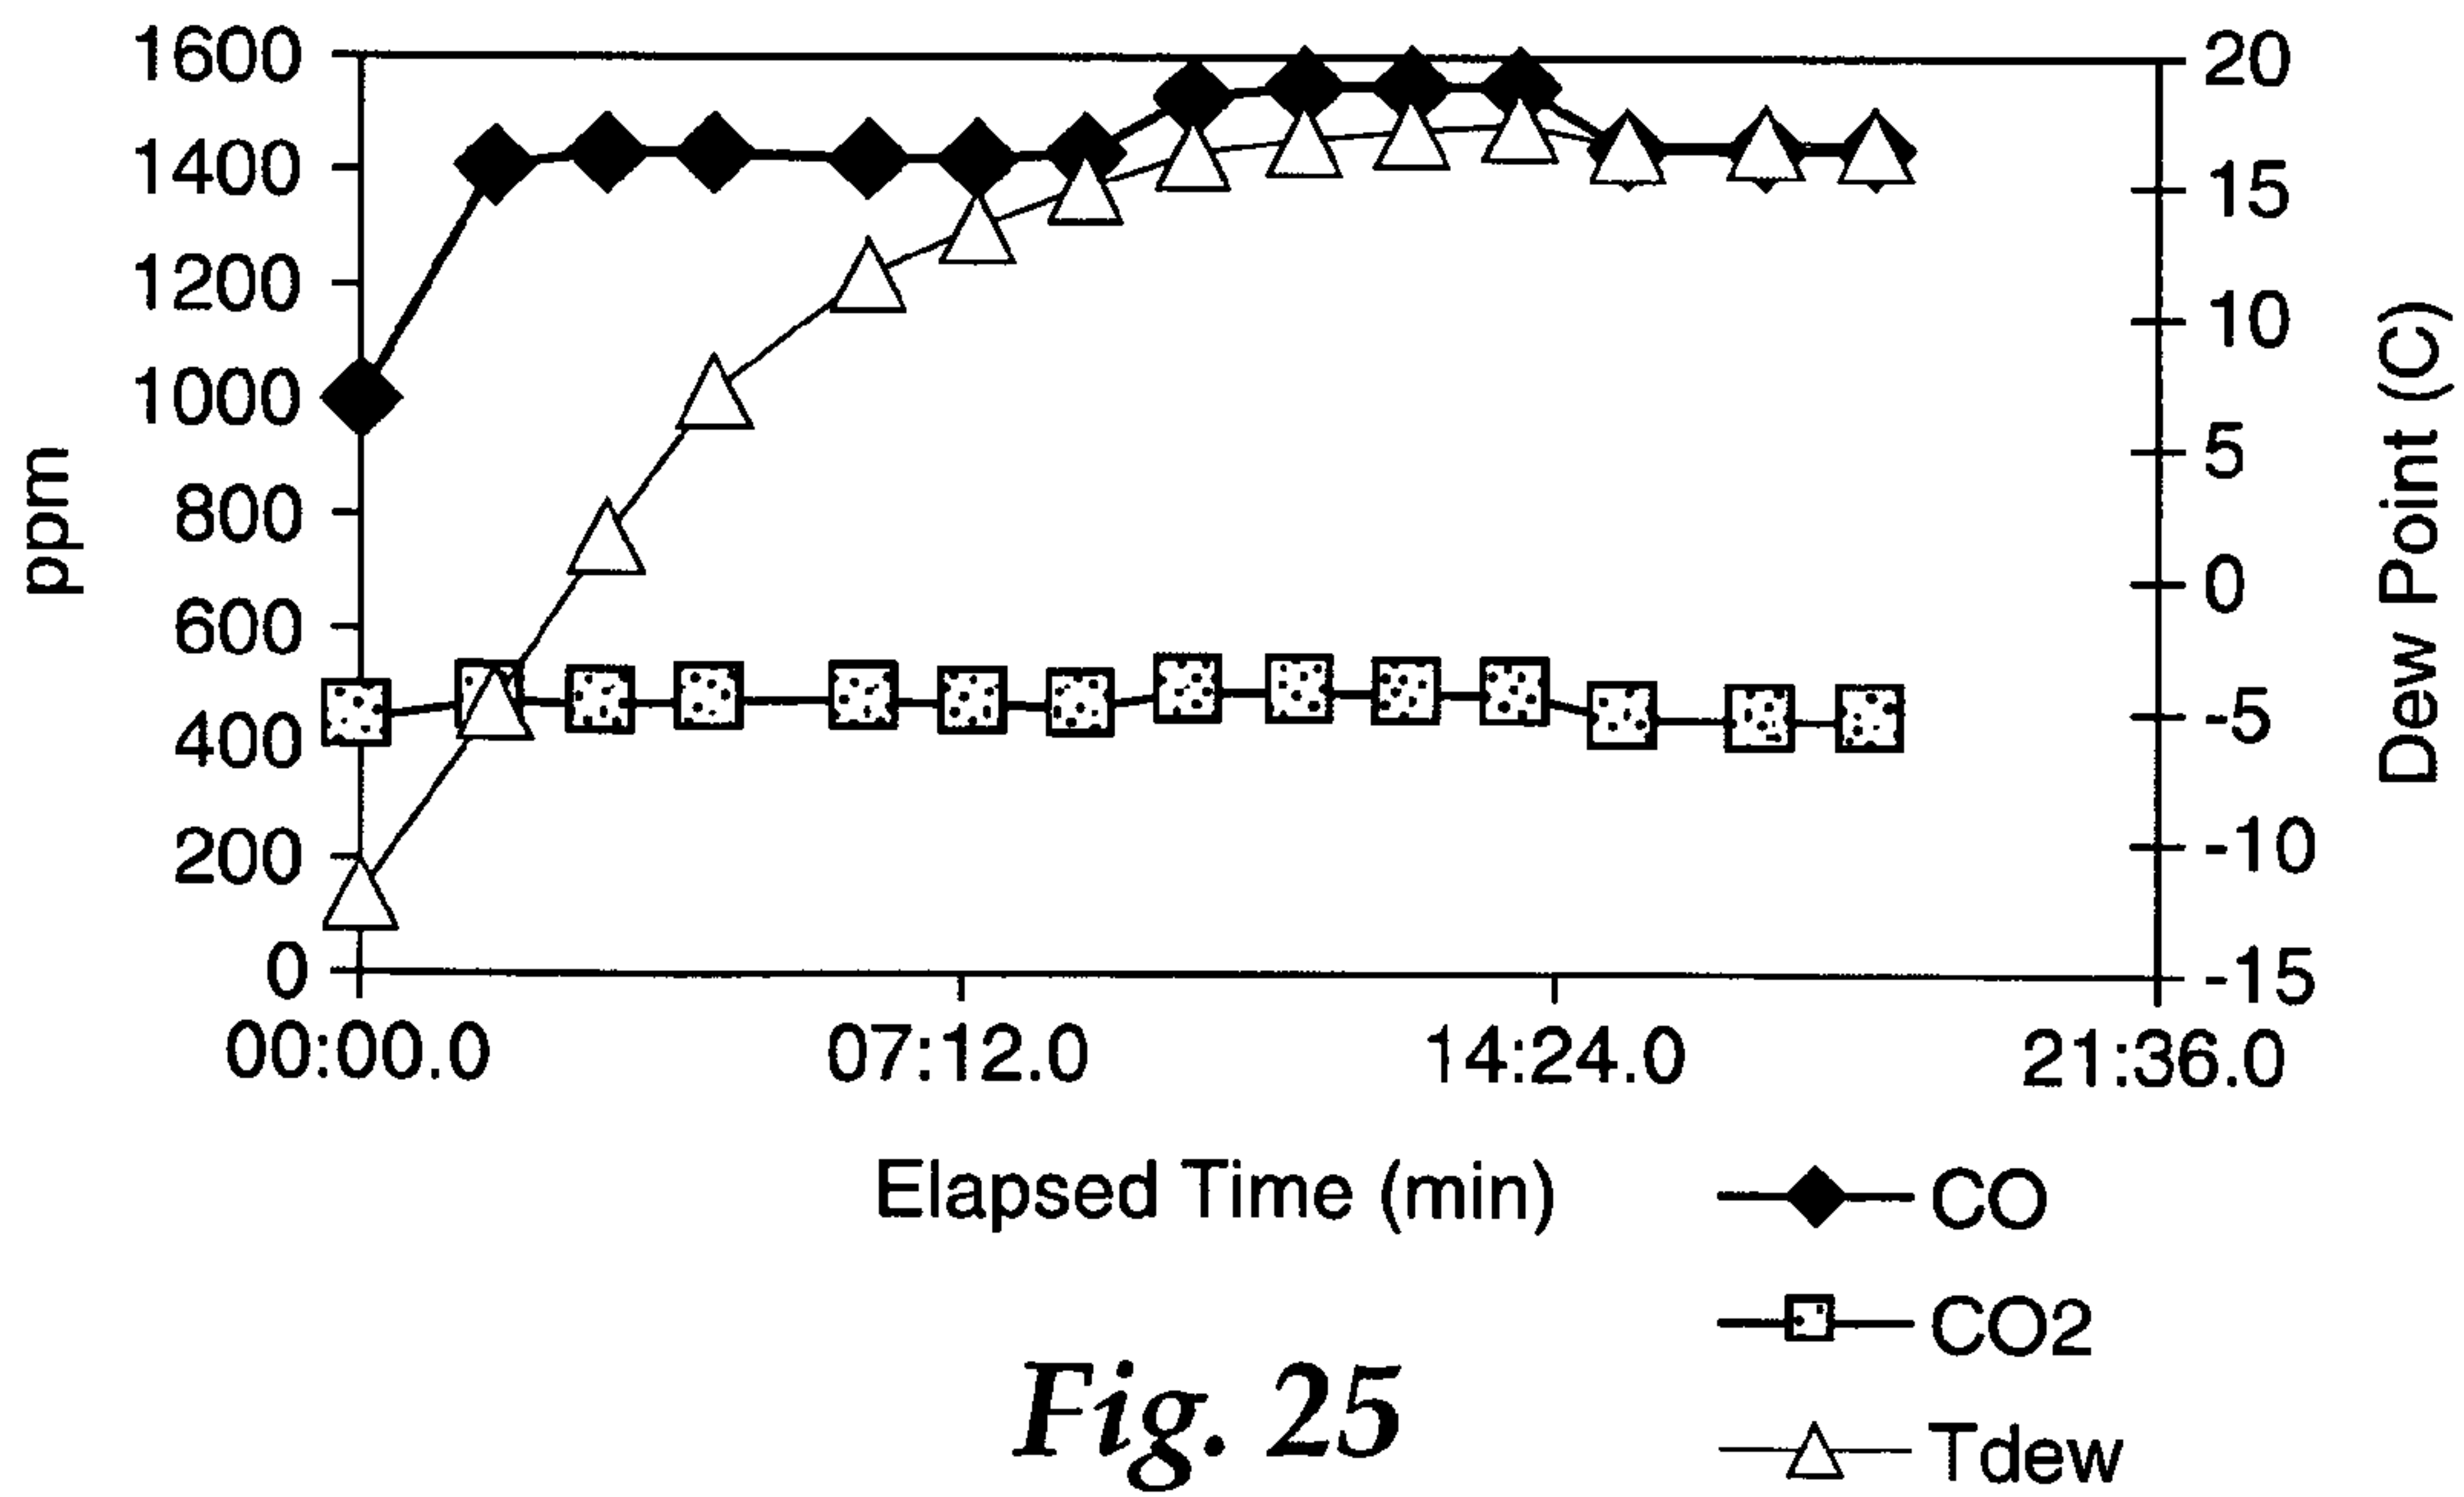 1600
1400
1200
1000
800
600
400
200
0
ppm
20
15
10
5
0
-5
-10
-15
Dew Point (C)
00:00.0 07:12.0 14:24.0 21:36.0
Elapsed Time (min)
CO
CO2
Tdew
Fig. 25